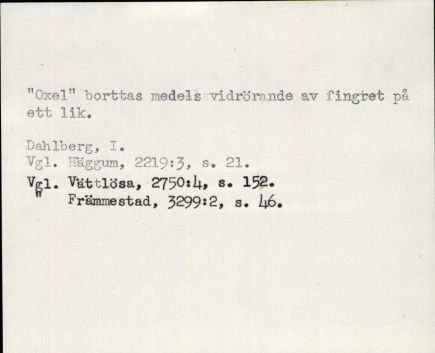 "Oxel" borttas medels vidrörande av fingret på
ett lik.
Dahlberg, I.
Vgl. Häggum, 2219:3, s. 21.
Vgl. Vättlösa, 2750:4, s. 152.
" Främmestad, 3299:2, s. 46.